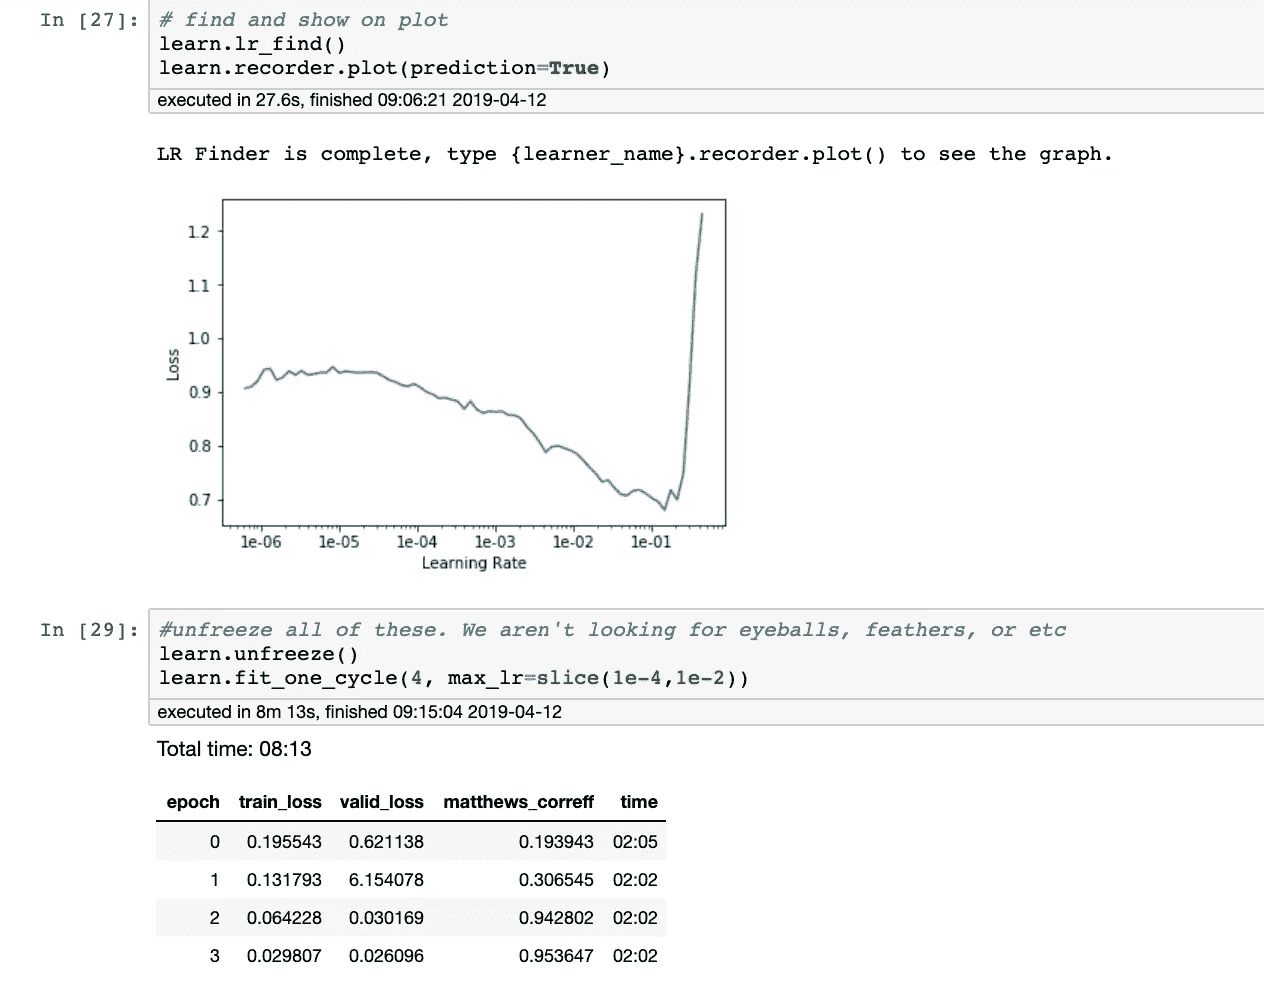 In [27]: # find and show on plot
learn.lr_find()
learn.recorder.plot(prediction=True)
executed in 27.6s, finished 09:06:21 2019-04-12
LR Finder is complete, type {learner_name}.recorder.plot() to see the graph.
1.2
1.1
1.0
0.9
0.8
0.7
Loss
1e-06 1e-05 1e-04 1e-03 1e-02 1e-01
Learning Rate
In [29]: #unfreeze all of these. We aren't looking for eyeballs, feathers, or etc
learn.unfreeze()
learn.fit_one_cycle(4, max_lr=slice(1e-4,1e-2))
executed in 8m 13s, finished 09:15:04 2019-04-12
Total time: 08:13
epoch train_loss valid_loss matthews_correff time
0 0.195543 0.621138 0.193943 02:05
1 0.131793 6.154078 0.306545 02:02
2 0.064228 0.030169 0.942802 02:02
3 0.029807 0.026096 0.953647 02:02